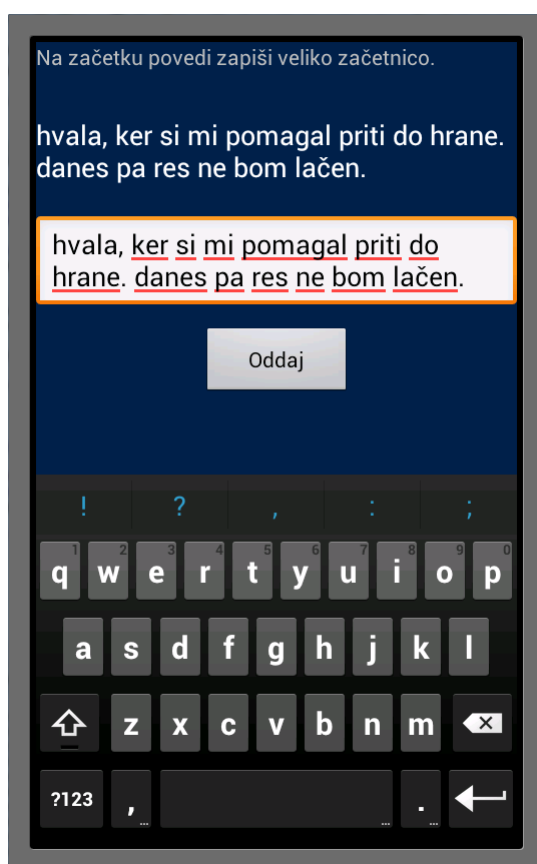 Na začetku povedi zapiši veliko začetnico.
hvala, ker si mi pomagal priti do hrane.
danes pa res ne bom lačen.
hvala, ker si mi pomagal priti do
hrane. danes pa res ne bom lačen.
Oddaj
! ? , : ;
1 2 3 4 5 6 7 8 9 0
q w e r t y u i o p
a s d f g h j k l
z x c v b n m
?123 , ... ... . ...